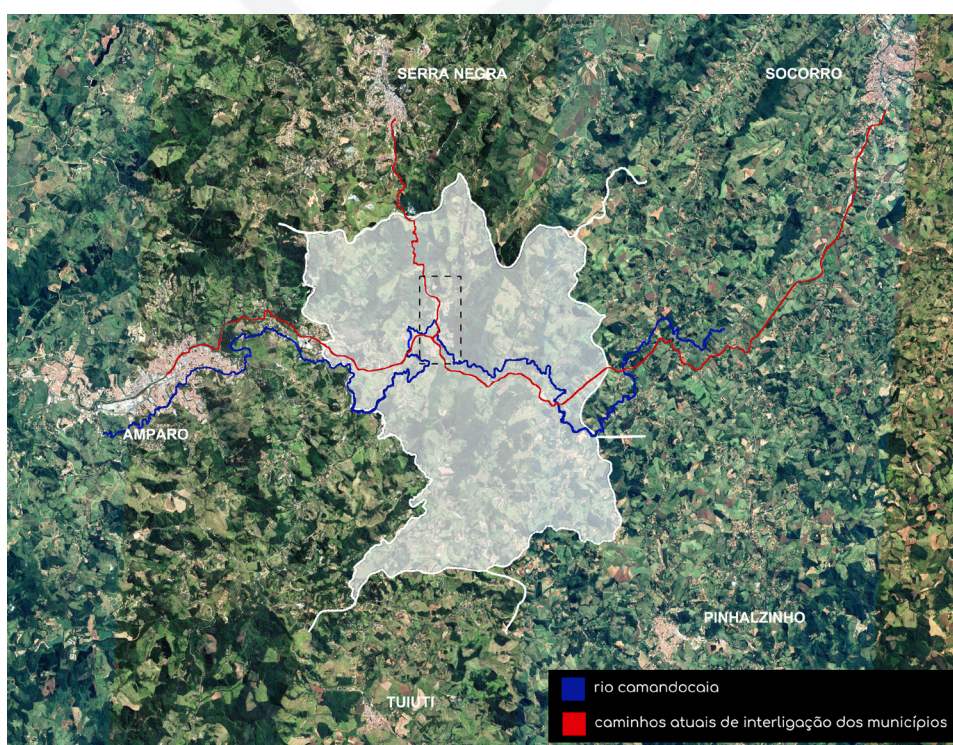 SERRA NEGRA
SOCORRO
AMPARO
PINHALZINHO
TUIUTI
rio camandocaia
caminhos atuais de interligação dos municípios